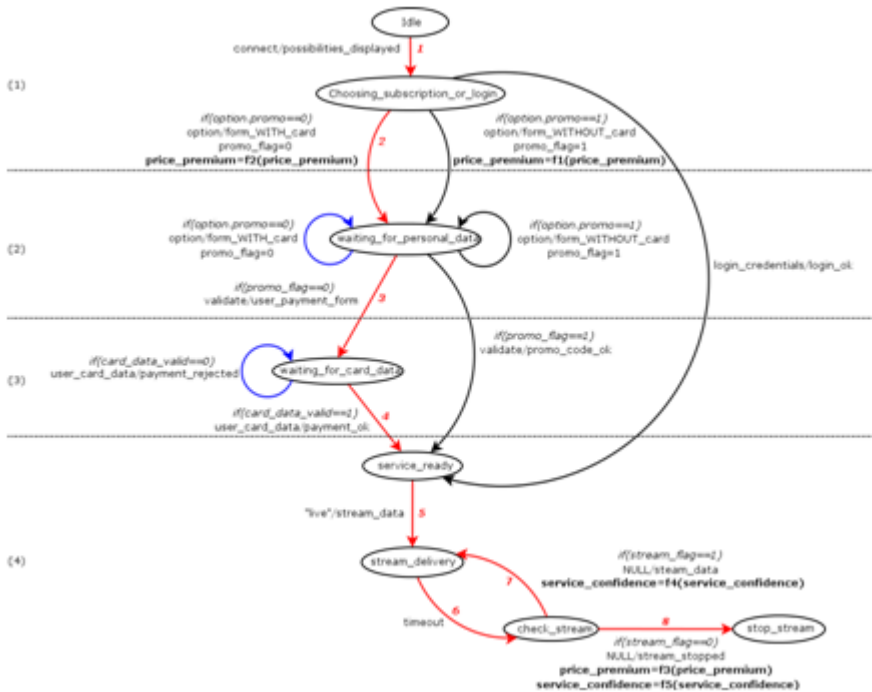 Idle
connect/possibilities_displayed
1
(1)
Choosing_subscription_or_login
if(option.promo==0)
option/form_WITH_card
promo_flag=0
price_premium=f2(price_premium)
2
if(option.promo==1)
option/form_WITHOUT_card
promo_flag=1
price_premium=f1(price_premium)
(2)
if(option.promo==0)
option/form_WITH_card
promo_flag=0
waiting_for_personal_data
if(option.promo==1)
option/form_WITHOUT_card
promo_flag=1
login_credentials/login_ok
if(promo_flag==0)
validate/user_payment_form
3
if(promo_flag==1)
validate/promo_code_ok
(3)
if(card_data_valid==0)
user_card_data/payment_rejected
waiting_for_card_data
if(card_data_valid==1)
user_card_data/payment_ok
4
service_ready
"live"/stream_data
5
(4)
stream_delivery
if(stream_flag==1)
NULL/steam_data
service_confidence=f4(service_confidence)
7
timeout
6
check_stream
8
stop_stream
if(stream_flag==0)
NULL/stream_stopped
price_premium=f3(price_premium)
service_confidence=f5(service_confidence)